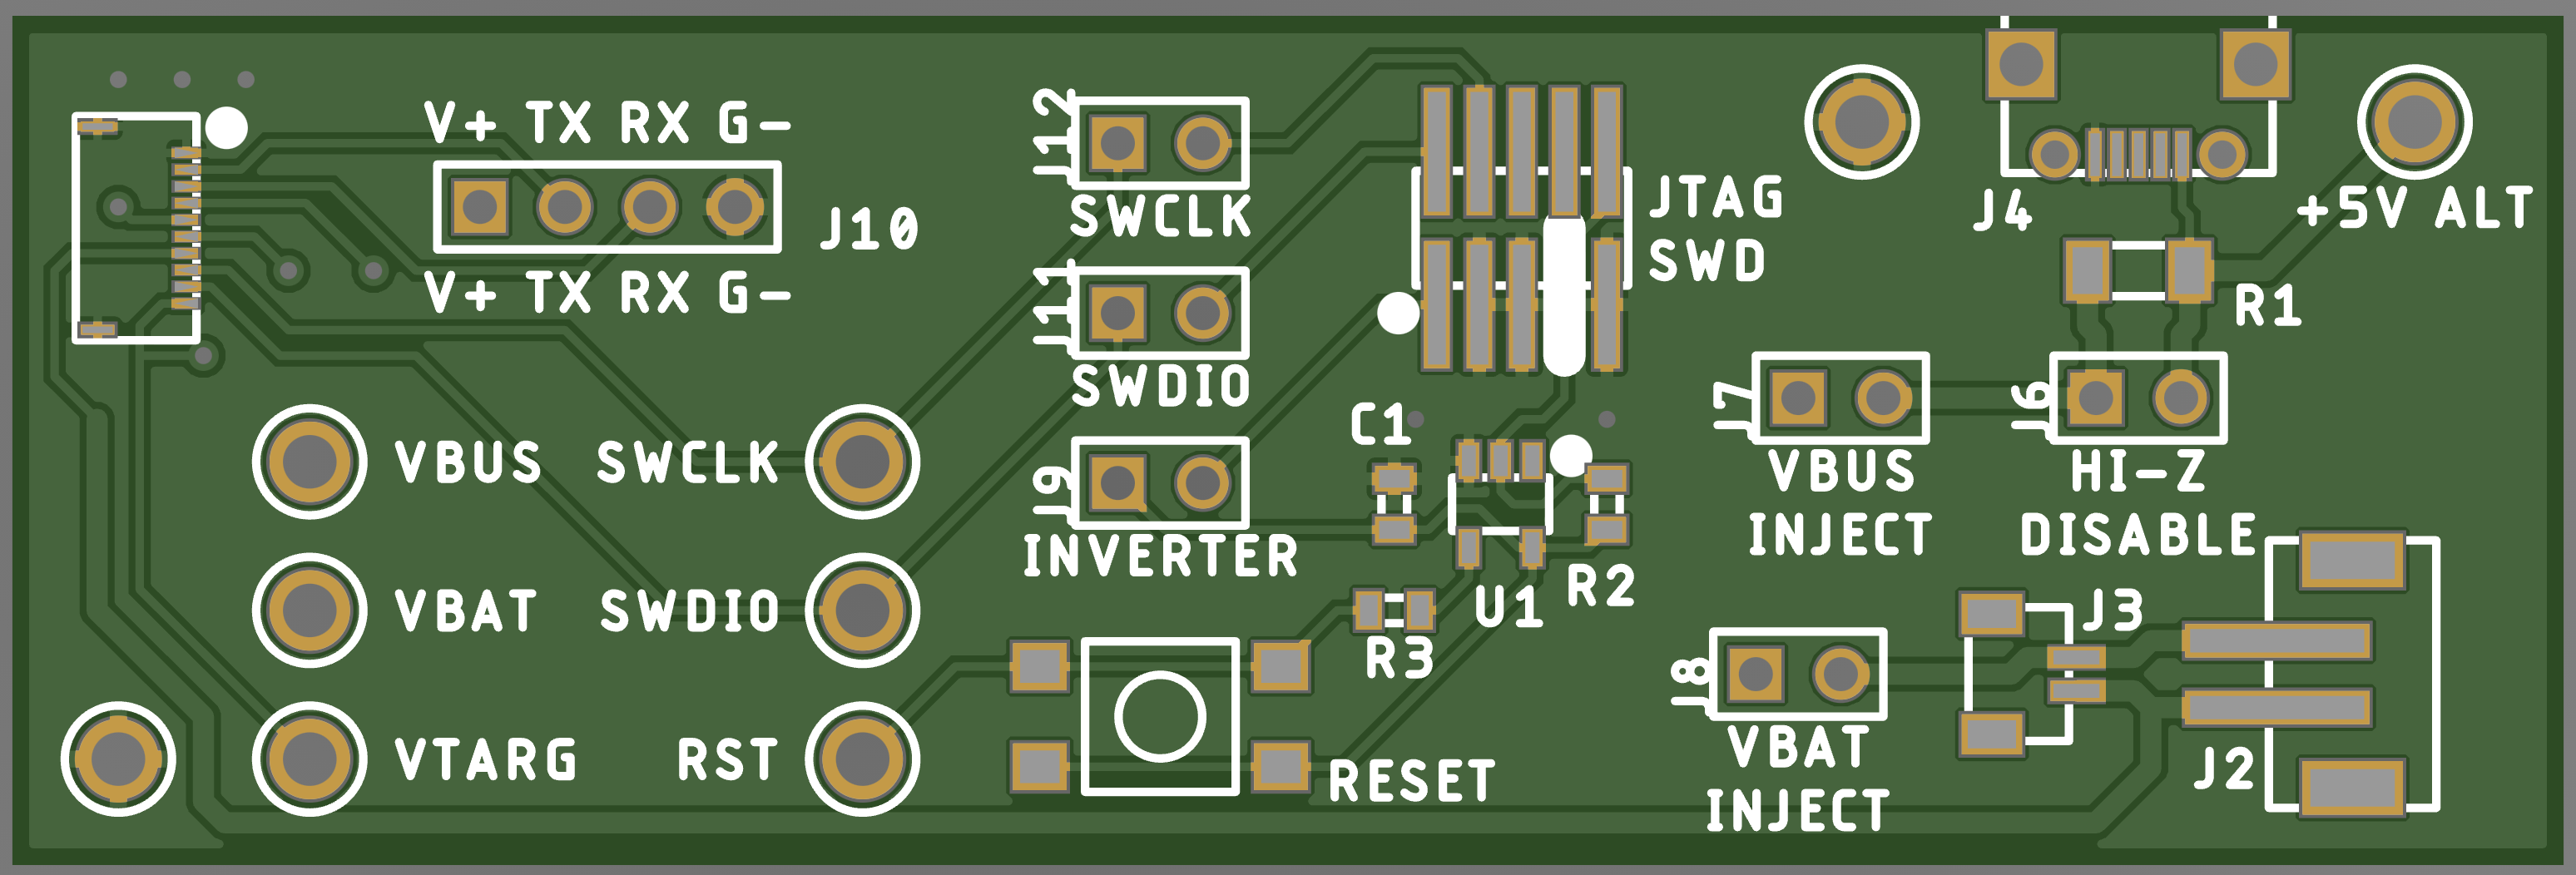 V+ TX RX G-
J10
V+ TX RX G-
J12
SWCLK
J11
SWDIO
J9
INVERTER
JTAG
SWD
J4
+5V ALT
R1
C1
J7
VBUS
INJECT
J6
HI-Z
DISABLE
VBUS SWCLK
VBAT SWDIO
VTARG RST
U1
R2
R3
RESET
J3
J8
VBAT
INJECT
J2